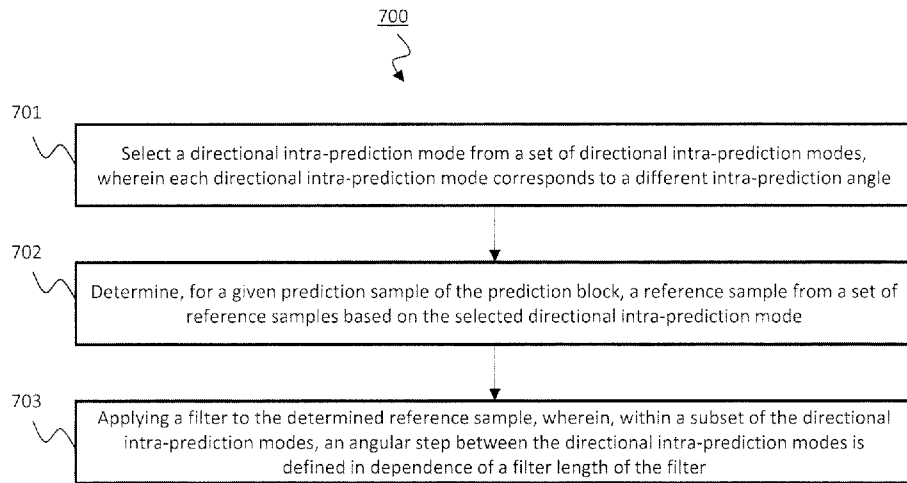 700
701
Select a directional intra-prediction mode from a set of directional intra-prediction modes,
wherein each directional intra-prediction mode corresponds to a different intra-prediction angle
702
Determine, for a given prediction sample of the prediction block, a reference sample from a set of
reference samples based on the selected directional intra-prediction mode
703
Applying a filter to the determined reference sample, wherein, within a subset of the directional
intra-prediction modes, an angular step between the directional intra-prediction modes is
defined in dependence of a filter length of the filter